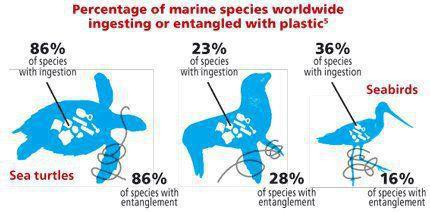 Percentage of marine species worldwide
ingesting or entangled with plastic⁵
86%
of species
with ingestion
Sea turtles
86%
of species with
entanglement
23%
of species
with ingestion
28%
of species with
entanglement
36%
of species
with ingestion
Seabirds
16%
of species with
entanglement